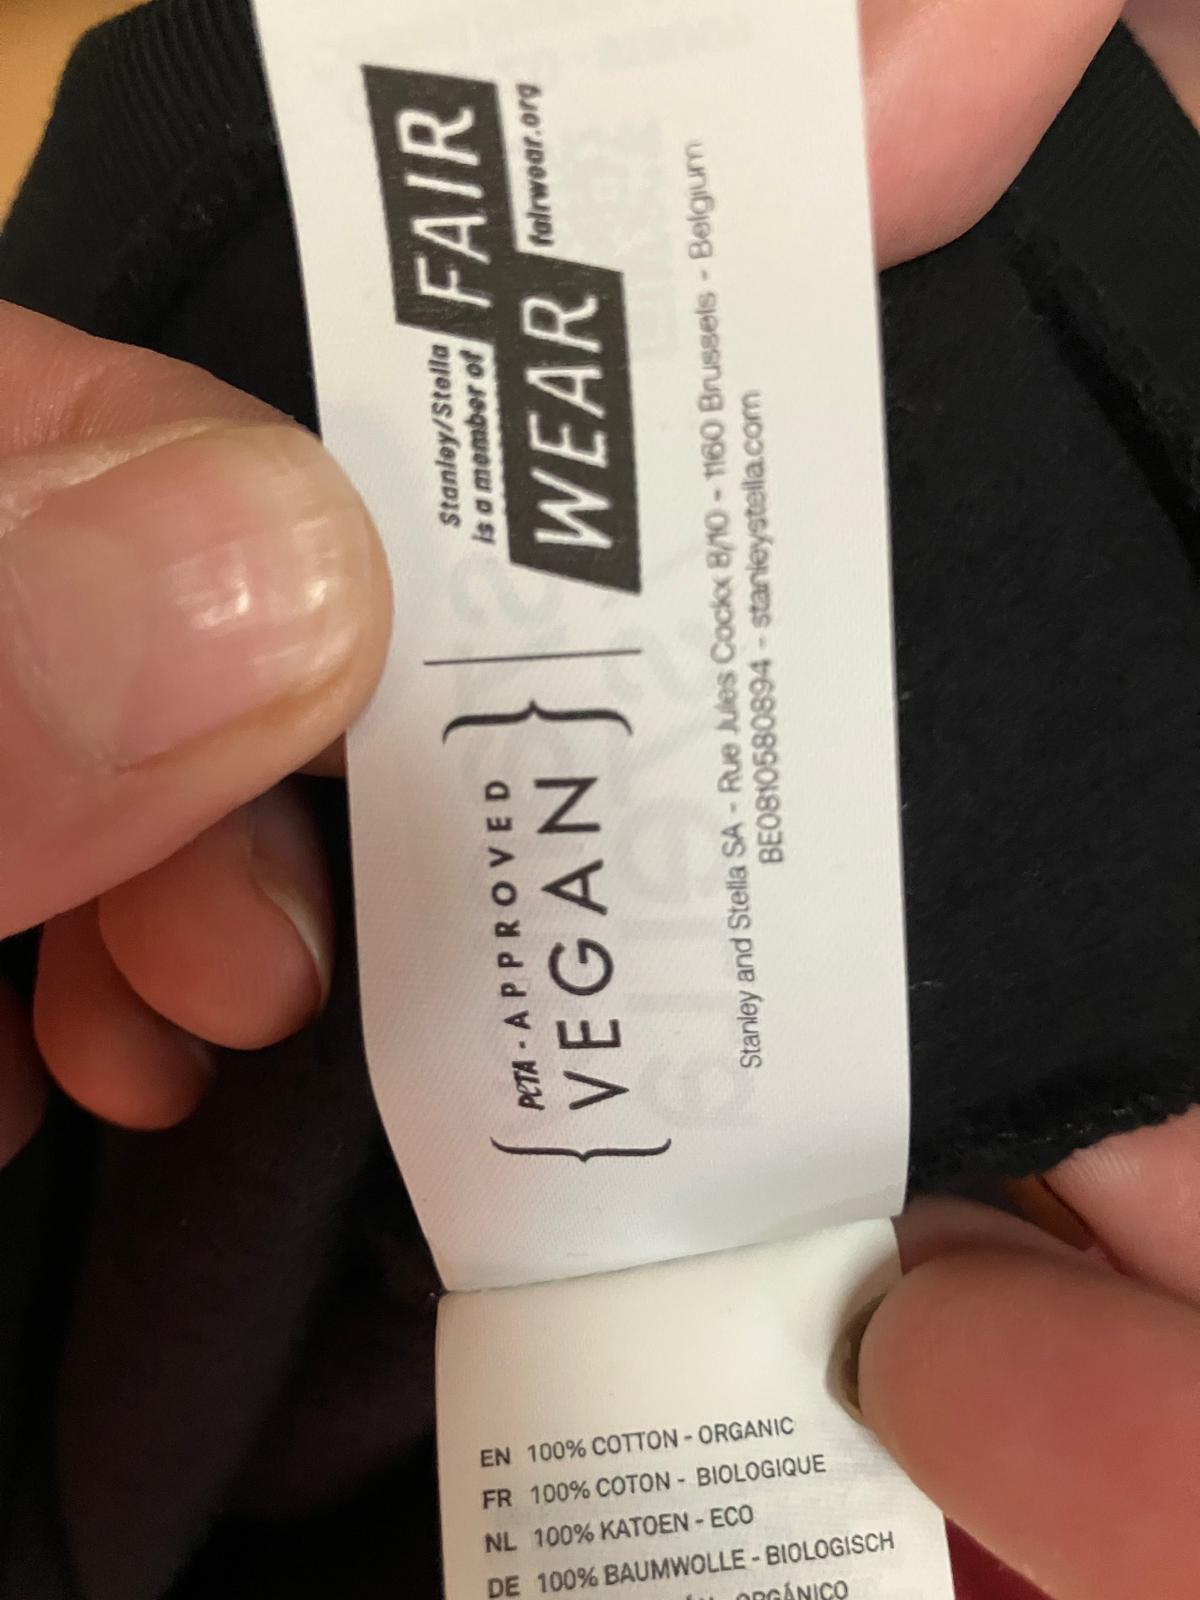 Stanley/Stella
is a member of
FAIR
WEAR
fairwear.org
PETA - APPROVED
VEGAN
Stanley and Stella SA - Rue Jules Cockx 8/10 - 1160 Brussels - Belgium
BE0810580894 - stanleystella.com
EN 100% COTTON - ORGANIC
FR 100% COTON - BIOLOGIQUE
NL 100% KATOEN - ECO
DE 100% BAUMWOLLE - BIOLOGISCH
ORGÁNICO